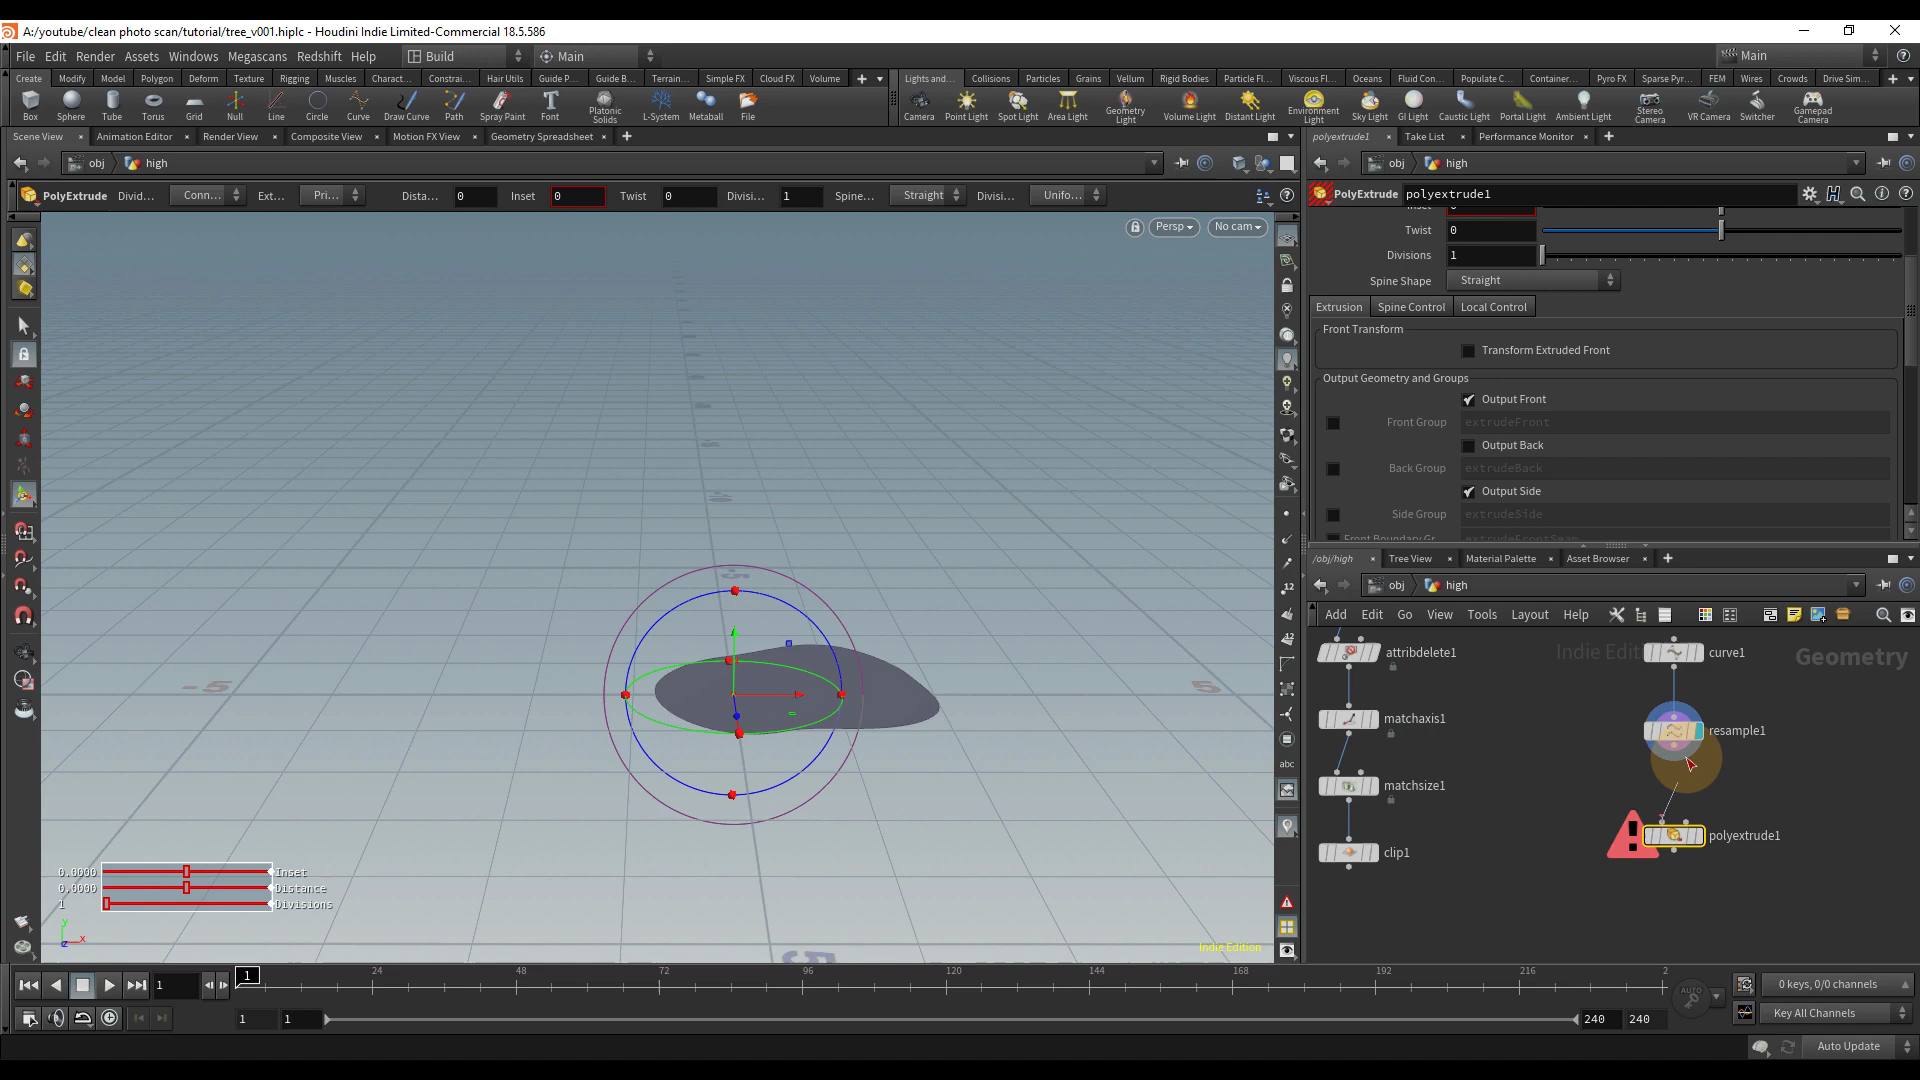 A:/youtube/clean photo scan/tutorial/tree_v001.hiplc - Houdini Indie Limited-Commercial 18.5.586
File Edit Render Assets Windows Megascans Redshift Help Build Main Main
Create Modify Model Polygon Deform Texture Rigging Muscles Charact... Constrai... Hair Utils Guide P... Guide B... Terrain... Simple FX Cloud FX Volume
Lights and... Collisions Particles Grains Vellum Rigid Bodies Particle Fl... Viscous Fl... Oceans Fluid Con... Populate C... Container... Pyro FX Sparse Pyr... FEM Wires Crowds Drive Sim...
Box Sphere Tube Torus Grid Null Line Circle Curve Draw Curve Path Spray Paint Font Platonic Solids L-System Metaball File
Camera Point Light Spot Light Area Light Geometry Light Volume Light Distant Light Environment Light Sky Light GI Light Caustic Light Portal Light Ambient Light Stereo Camera VR Camera Switcher Gamepad Camera
Scene View Animation Editor Render View Composite View Motion FX View Geometry Spreadsheet
polyextrude1 Take List Performance Monitor
obj high
obj high
PolyExtrude Divid... Conn... Ext... Pri... Dista... 0 Inset 0 Twist 0 Divisi... 1 Spine... Straight Divisi... Unifo...
PolyExtrude polyextrude1
Persp No cam
Twist 0
Divisions 1
Spine Shape Straight
Extrusion Spine Control Local Control
Front Transform
Transform Extruded Front
Output Geometry and Groups
Output Front
Front Group extrudeFront
Output Back
Back Group extrudeBack
Output Side
Side Group extrudeSide
Front Boundary Gr... extrudeFrontSeam
/obj/high Tree View Material Palette Asset Browser
obj high
Add Edit Go View Tools Layout Help
Indie Edit
Geometry
attribdelete1
curve1
matchaxis1
resample1
matchsize1
polyextrude1
clip1
-5
5
abc
0.0000 Inset
0.0000 Distance
1 Divisions
y
z x
Indie Edition
1 1 24 48 72 96 120 144 168 192 216 2
AUTO
0 keys, 0/0 channels
1 1 240 240 Key All Channels
Auto Update